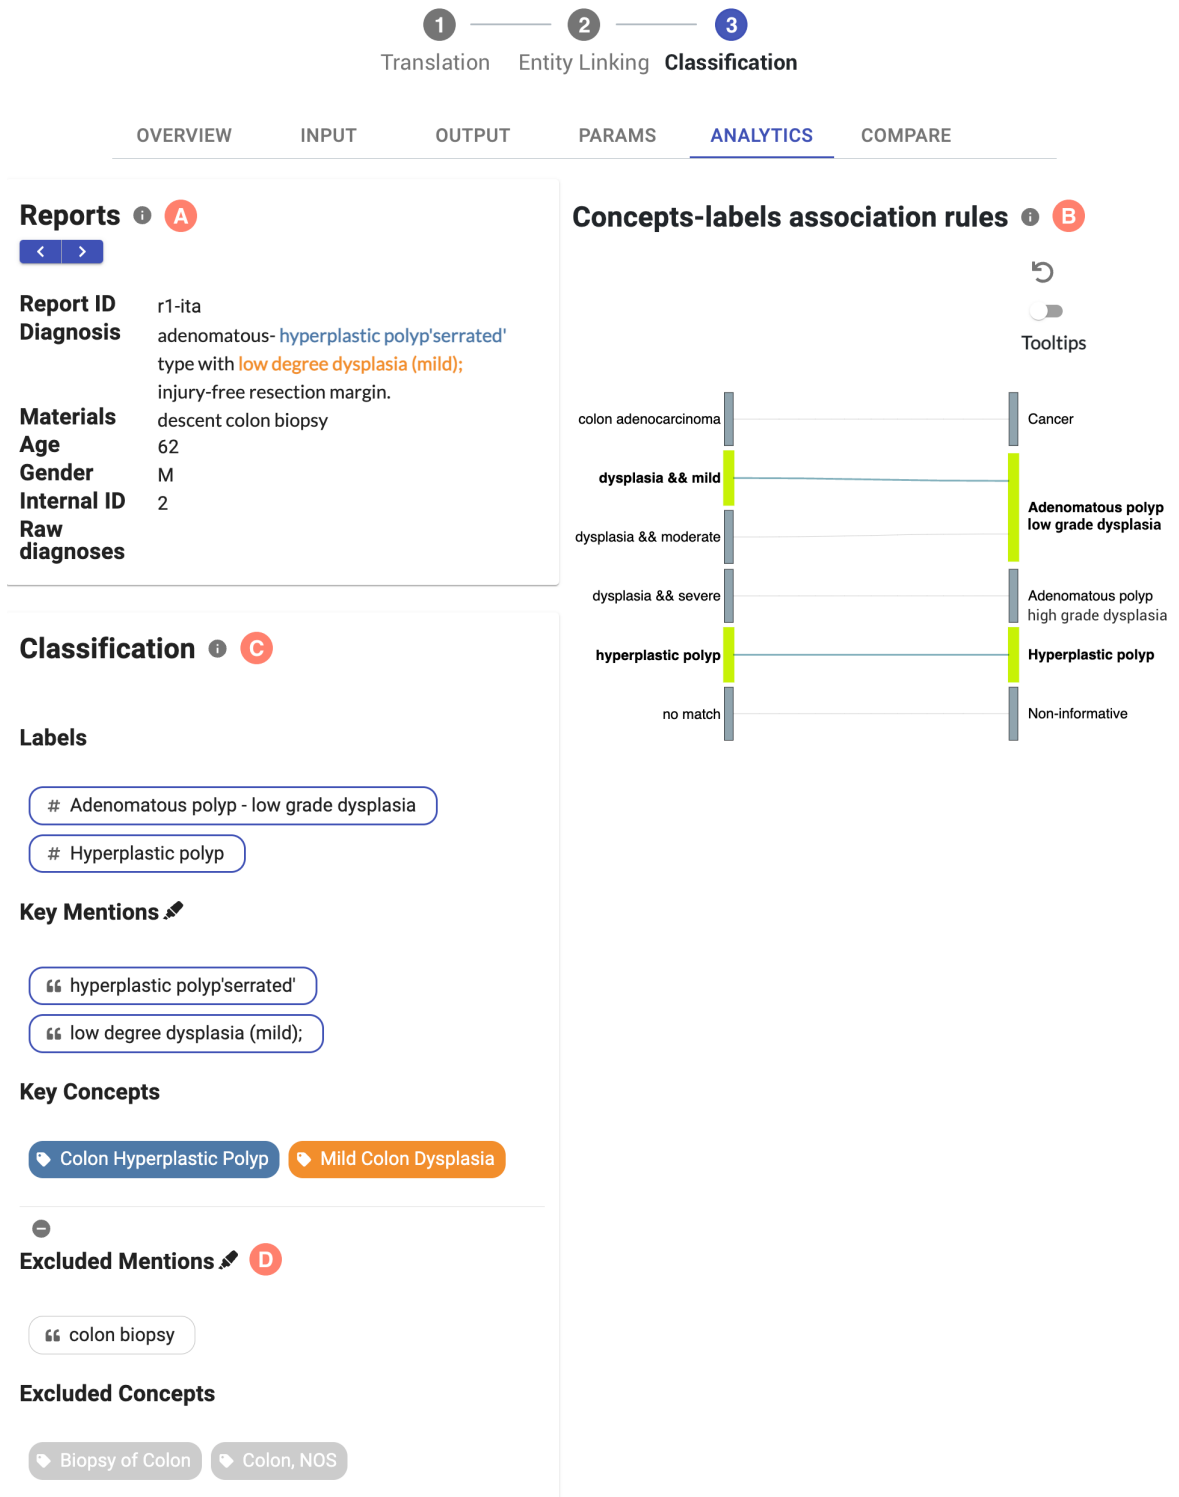 1 2 3
Translation Entity Linking Classification
OVERVIEW INPUT OUTPUT PARAMS ANALYTICS COMPARE
Reports i A
Report ID r1-ita
Diagnosis adenomatous- hyperplastic polyp'serrated'
type with low degree dysplasia (mild);
injury-free resection margin.
Materials descent colon biopsy
Age 62
Gender M
Internal ID 2
Raw
diagnoses
Concepts-labels association rules i B
Tooltips
colon adenocarcinoma Cancer
dysplasia && mild
Adenomatous polyp
low grade dysplasia
dysplasia && moderate
dysplasia && severe Adenomatous polyp
high grade dysplasia
hyperplastic polyp Hyperplastic polyp
no match Non-informative
Classification i C
Labels
# Adenomatous polyp - low grade dysplasia
# Hyperplastic polyp
Key Mentions
hyperplastic polyp'serrated'
low degree dysplasia (mild);
Key Concepts
Colon Hyperplastic Polyp Mild Colon Dysplasia
Excluded Mentions D
colon biopsy
Excluded Concepts
Biopsy of Colon Colon, NOS